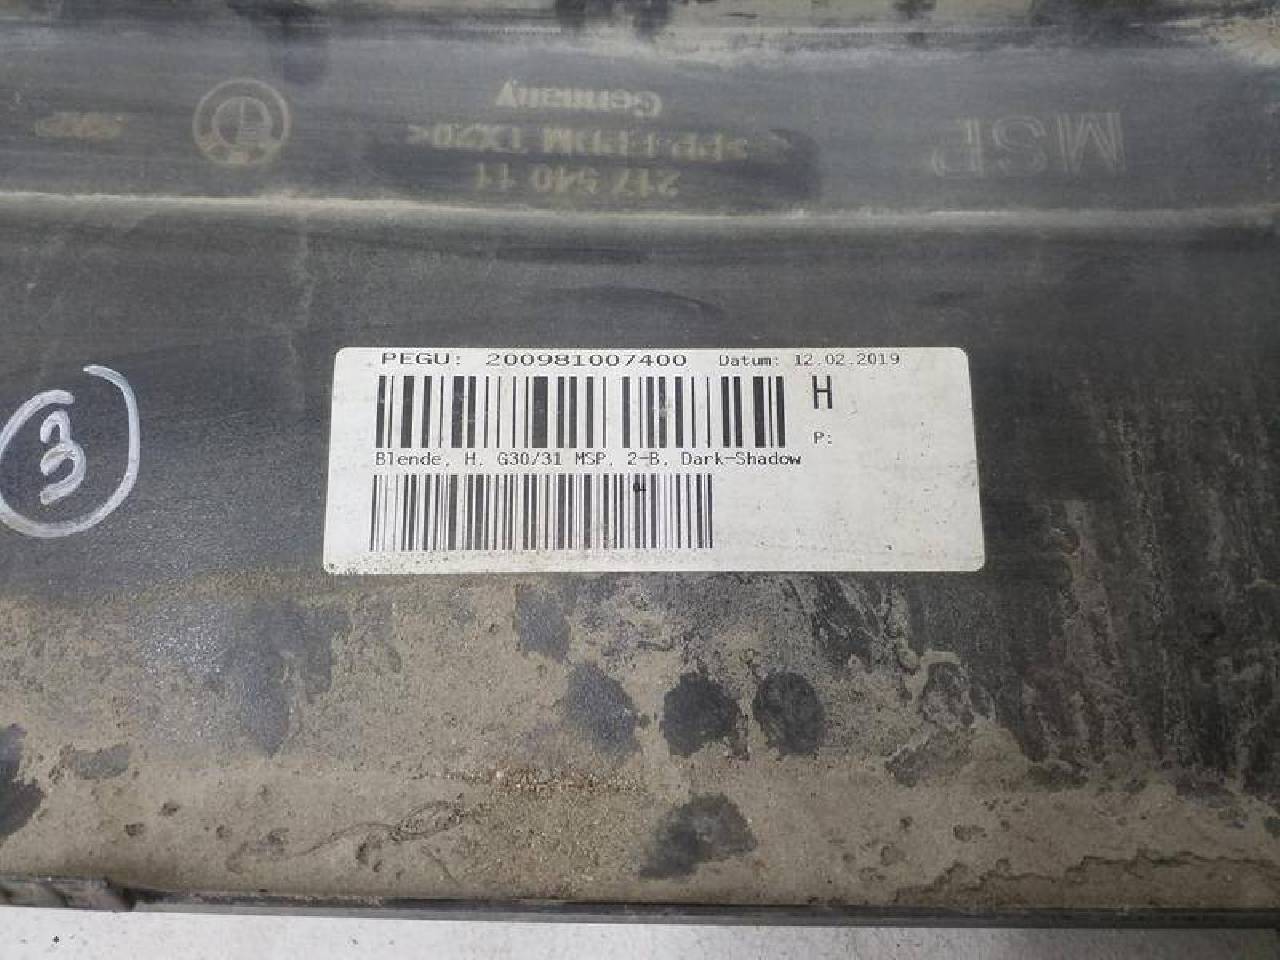 Germany
>PP+EPDM TX20<
217 540 11
MSP
PEGU: 200981007400 Datum: 12.02.2019
H
P:
Blende, H, G30/31 MSP, 2-B, Dark-Shadow
3